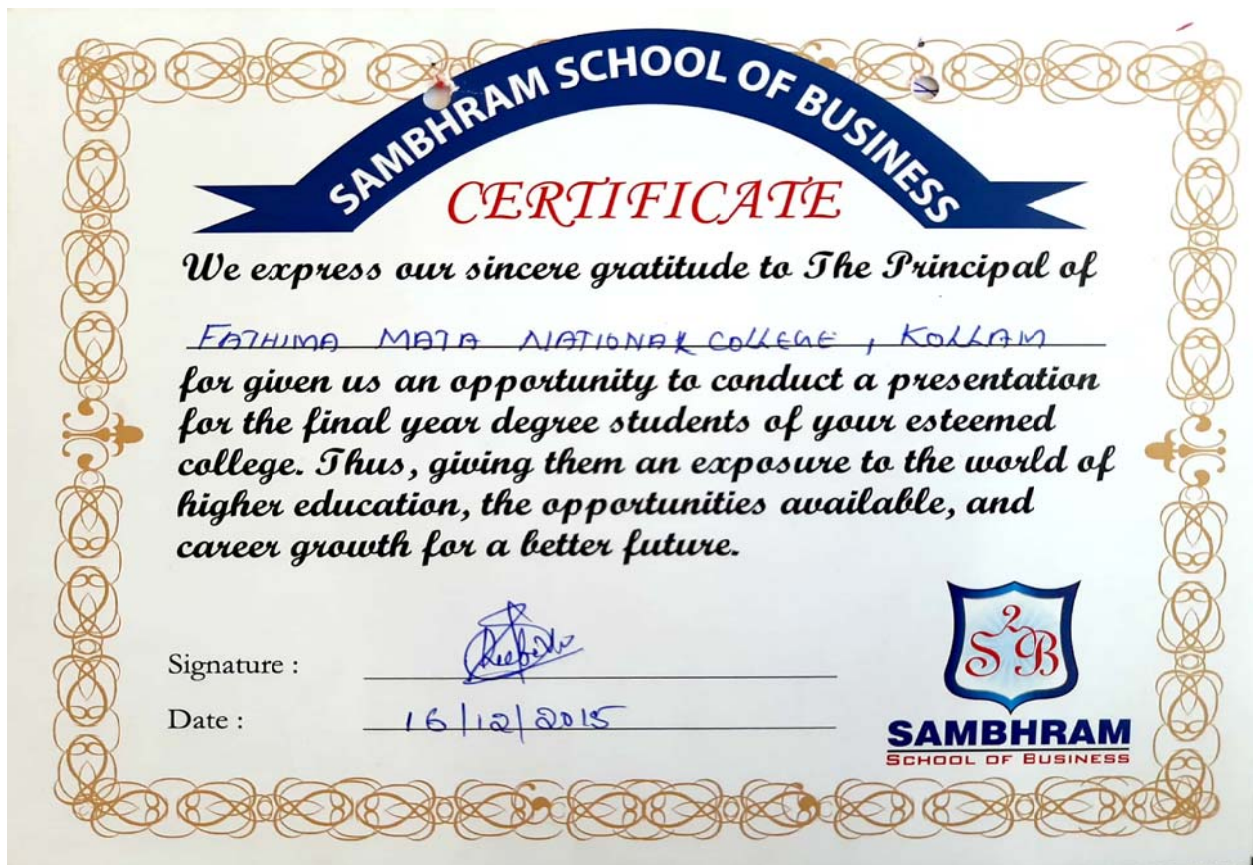 SAMBHRAM SCHOOL OF BUSINESS
CERTIFICATE
We express our sincere gratitude to The Principal of
FATHIMA MATA NATIONAL COLLEGE, KOLLAM
for given us an opportunity to conduct a presentation
for the final year degree students of your esteemed
college. Thus, giving them an exposure to the world of
higher education, the opportunities available, and
career growth for a better future.
Signature :
Date : 16/12/2015
S2B
SAMBHRAM
SCHOOL OF BUSINESS